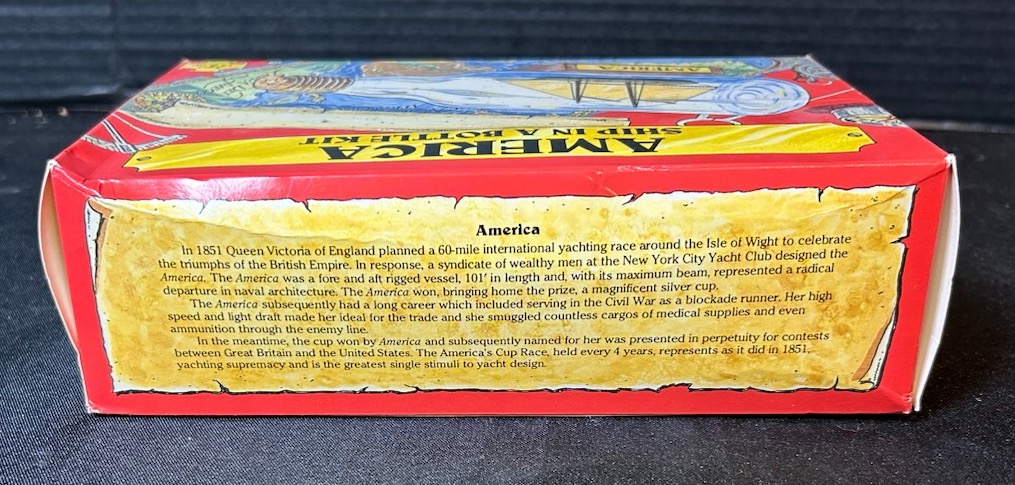 AMERICA
SHIP IN A BOTTLE KIT
AMERICA
America
In 1851 Queen Victoria of England planned a 60-mile international yachting race around the Isle of Wight to celebrate
the triumphs of the British Empire. In response, a syndicate of wealthy men at the New York City Yacht Club designed the
America. The America was a fore and aft rigged vessel, 101' in length and, with its maximum beam, represented a radical
departure in naval architecture. The America won, bringing home the prize, a magnificent silver cup.
The America subsequently had a long career which included serving in the Civil War as a blockade runner. Her high
speed and light draft made her ideal for the trade and she smuggled countless cargos of medical supplies and even
ammunition through the enemy line.
In the meantime, the cup won by America and subsequently named for her was presented in perpetuity for contests
between Great Britain and the United States. The America's Cup Race, held every 4 years, represents as it did in 1851,
yachting supremacy and is the greatest single stimuli to yacht design.